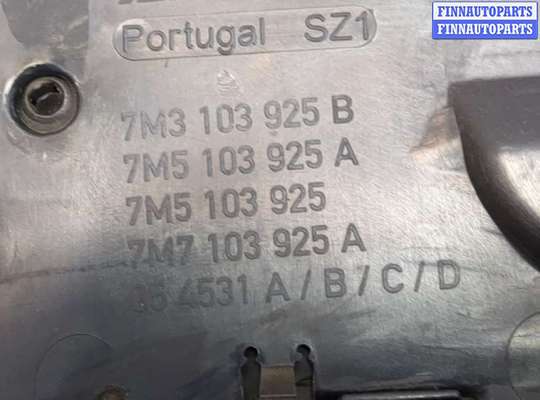 FINNAUTOPARTS
FINNAUTOPARTS
Portugal SZ1
7M3 103 925 B
7M5 103 925 A
7M5 103 925
7M7 103 925 A
4531 A / B / C / D